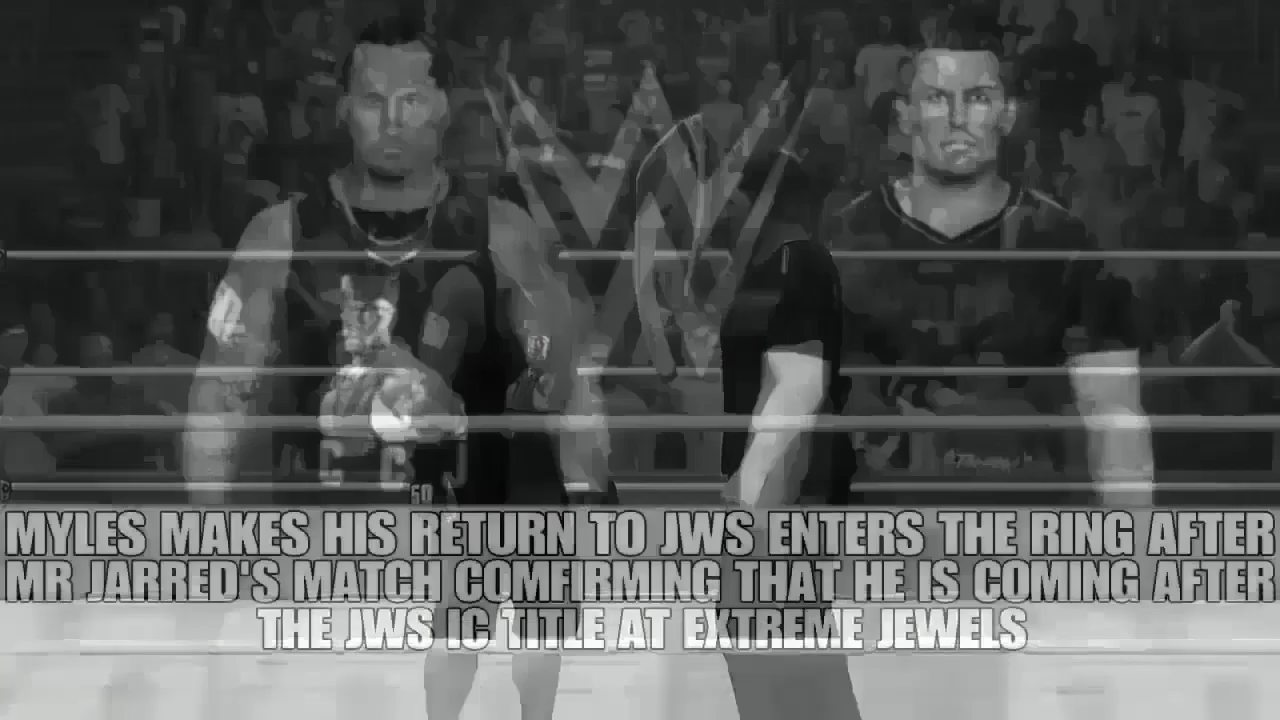 60
MYLES MAKES HIS RETURN TO JWS ENTERS THE RING AFTER
MR JARRED'S MATCH COMFIRMING THAT HE IS COMING AFTER
THE JWS IC TITLE AT EXTREME JEWELS